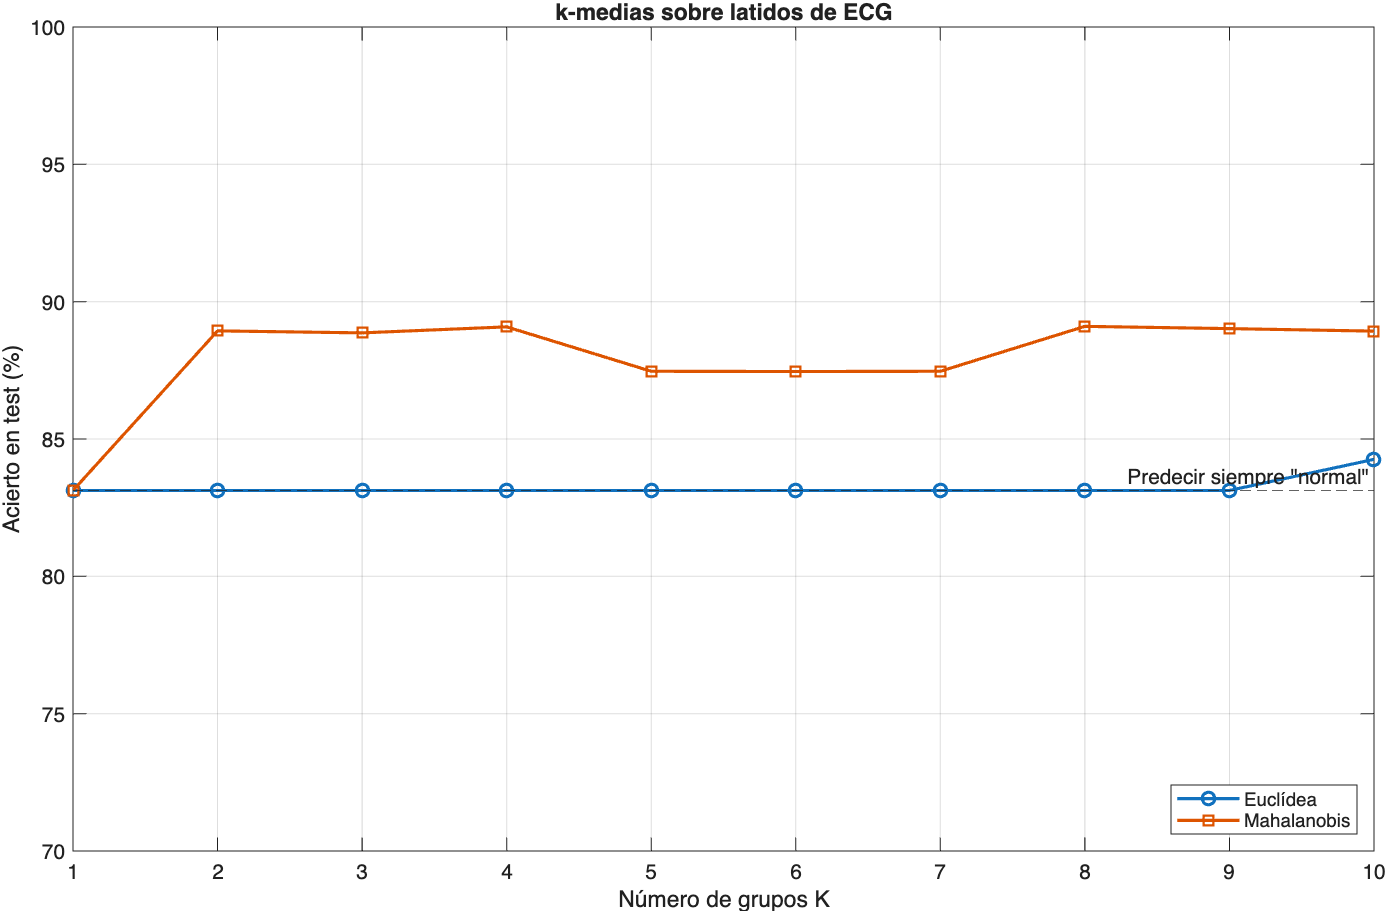 k-medias sobre latidos de ECG
100
95
90
85
80
75
70
Acierto en test (%)
Predecir siempre "normal"
Euclídea
Mahalanobis
1 2 3 4 5 6 7 8 9 10
Número de grupos K